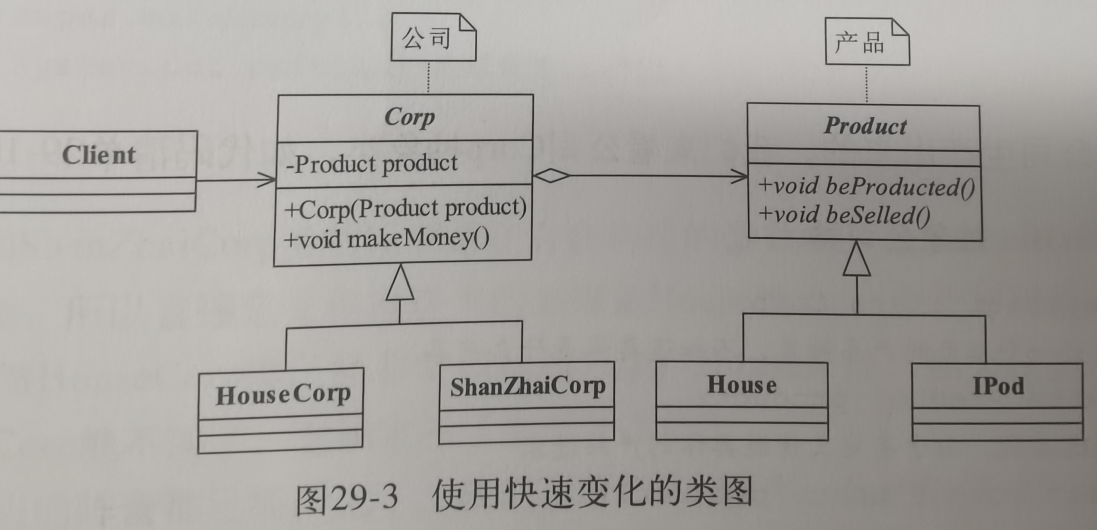 公司
产品
Client
Corp
-Product product
+Corp(Product product)
+void makeMoney()
Product
+void beProducted()
+void beSelled()
HouseCorp
ShanZhaiCorp
House
IPod
图29-3 使用快速变化的类图